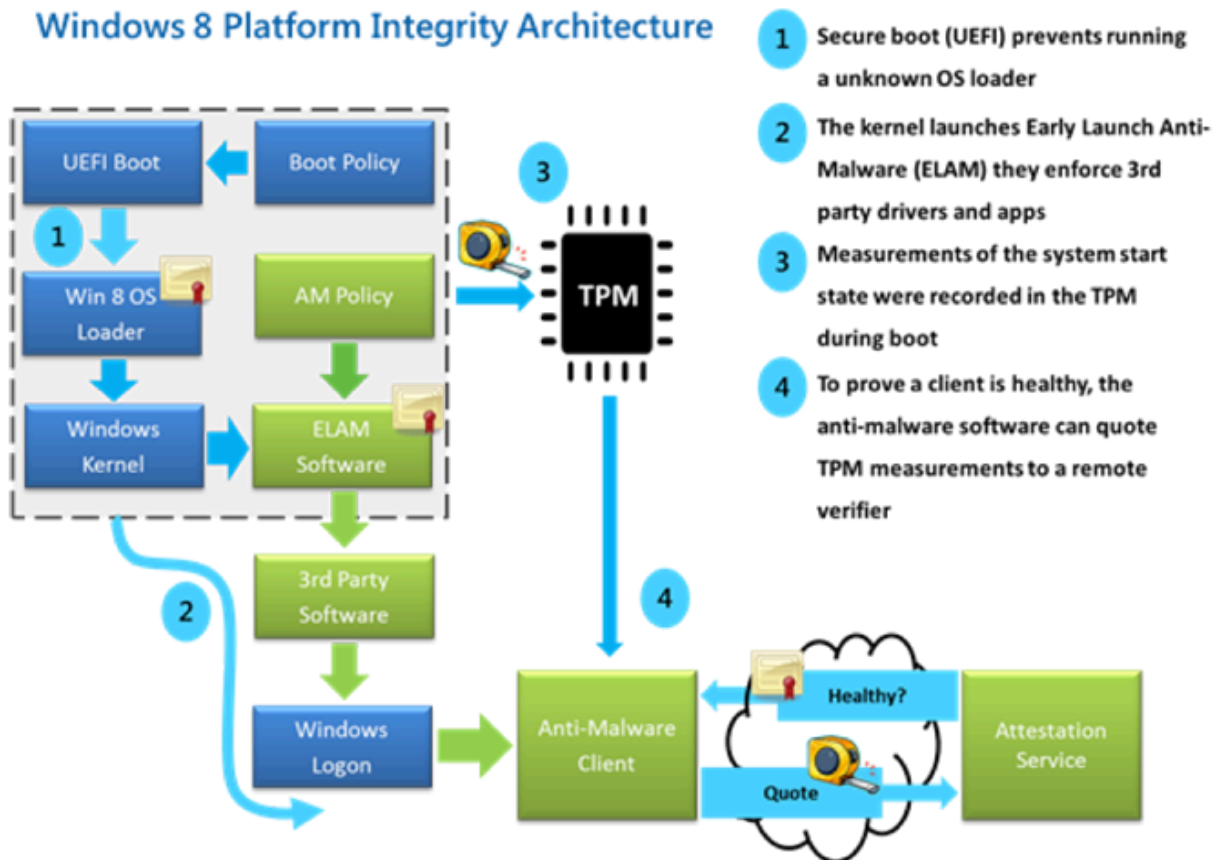 Windows 8 Platform Integrity Architecture
1
Secure boot (UEFI) prevents running
a unknown OS loader
2
The kernel launches Early Launch Anti-
Malware (ELAM) they enforce 3rd
party drivers and apps
3
Measurements of the system start
state were recorded in the TPM
during boot
4
To prove a client is healthy, the
anti-malware software can quote
TPM measurements to a remote
verifier
UEFI Boot
Boot Policy
3
1
Win 8 OS
Loader
AM Policy
TPM
Windows
Kernel
ELAM
Software
2
3rd Party
Software
4
Windows
Logon
Anti-Malware
Client
Healthy?
Quote
Attestation
Service